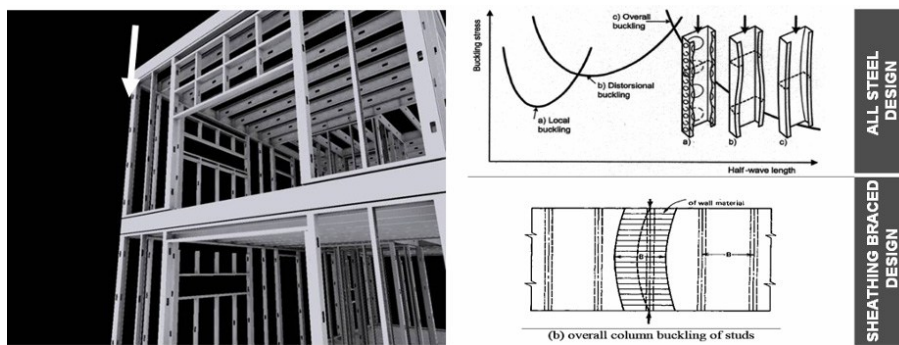 Buckling stress
c) Overall
buckling
b) Distorsional
buckling
a) Local
buckling
a)
b)
c)
Half-wave length
ALL STEEL
DESIGN
of wall material
B
B
(b) overall column buckling of studs
SHEATHING BRACED
DESIGN